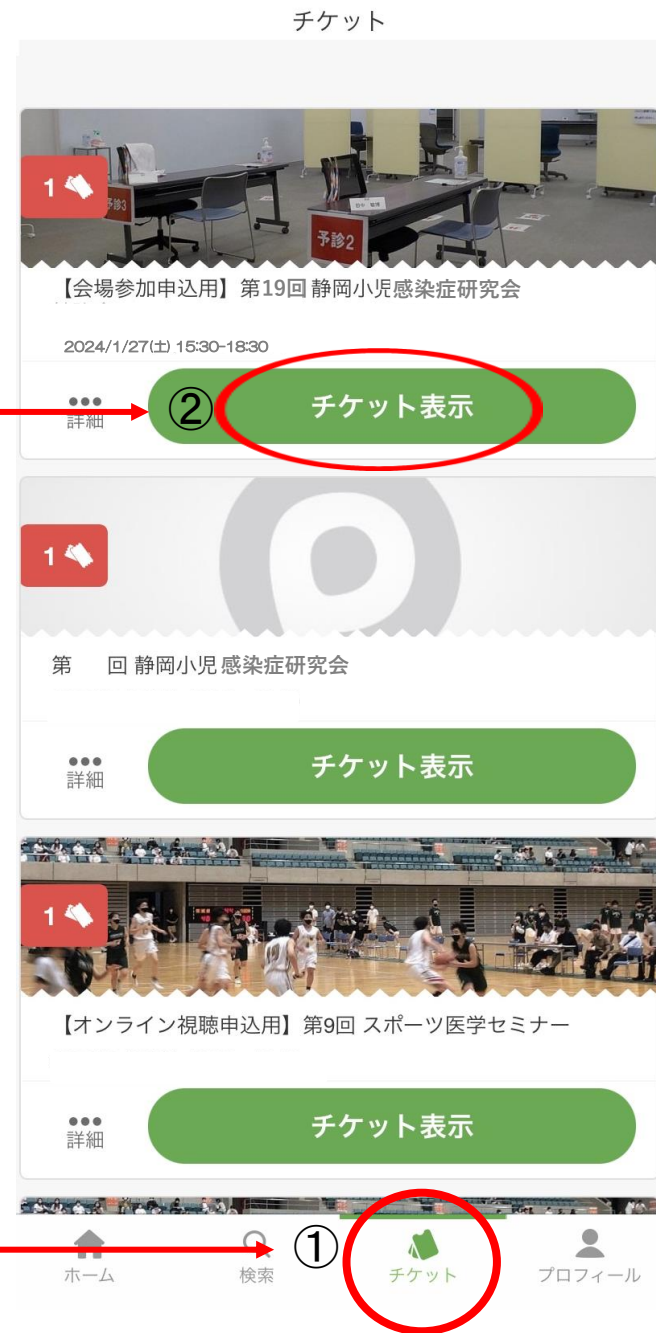 チケット
1
予診3
予診2
【会場参加申込用】第19回 静岡小児感染症研究会
2024/1/27(土) 15:30-18:30
詳細
② チケット表示
1
第 回 静岡小児 感染症研究会
詳細
チケット表示
1
【オンライン視聴申込用】第9回 スポーツ医学セミナー
詳細
チケット表示
①
ホーム
検索
チケット
プロフィール